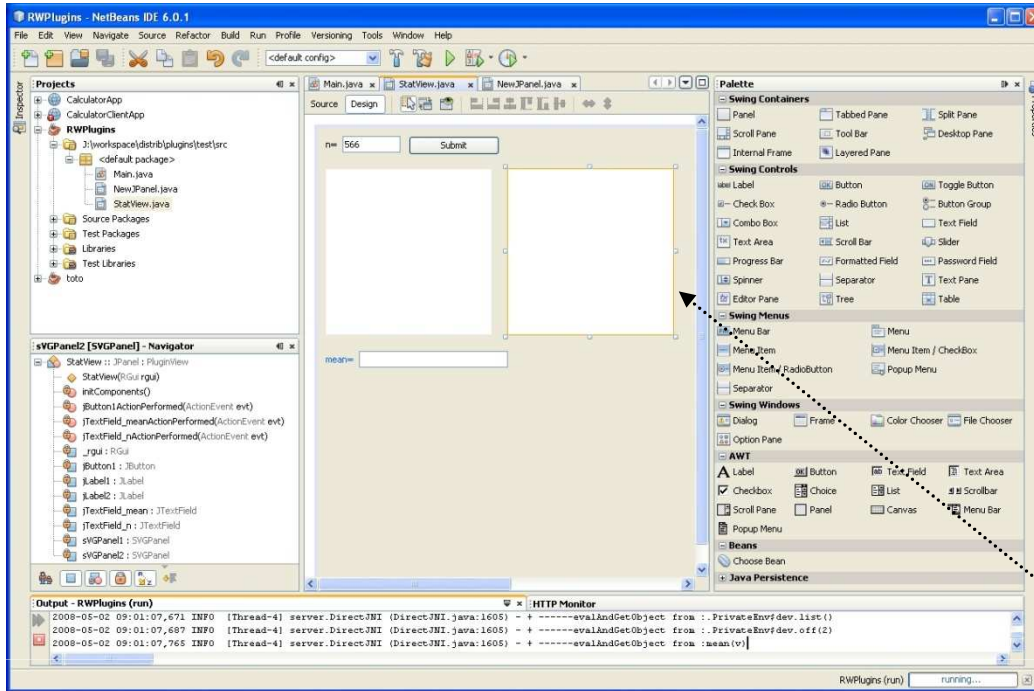 RWPlugins - NetBeans IDE 6.0.1
File Edit View Navigate Source Refactor Build Run Profile Versioning Tools Window Help
<default config>
Inspector
Projects
CalculatorApp
CalculatorClientApp
RWPlugins
J:\workspace\distrib\plugins\test\src
<default package>
Main.java
NewJPanel.java
StatView.java
Source Packages
Test Packages
Libraries
Test Libraries
toto
sVGPanel2 [SVGPanel] - Navigator
StatView :: JPanel : PluginView
StatView(RGui rgui)
initComponents()
jButton1ActionPerformed(ActionEvent evt)
jTextField_meanActionPerformed(ActionEvent evt)
jTextField_nActionPerformed(ActionEvent evt)
_rgui : RGui
jButton1 : JButton
jLabel1 : JLabel
jLabel2 : JLabel
jTextField_mean : JTextField
jTextField_n : JTextField
sVGPanel1 : SVGPanel
sVGPanel2 : SVGPanel
Main.java x StatView.java x NewJPanel.java x
Source Design
n= 566 Submit
mean=
Palette
Swing Containers
Panel Tabbed Pane Split Pane
Scroll Pane Tool Bar Desktop Pane
Internal Frame Layered Pane
Swing Controls
label Label OK Button ON Toggle Button
Check Box Radio Button Button Group
Combo Box List Text Field
Text Area Scroll Bar Slider
Progress Bar Formatted Field Password Field
Spinner Separator Text Pane
Editor Pane Tree Table
Swing Menus
Menu Bar Menu
Menu Item Menu Item / CheckBox
Menu Item / RadioButton Popup Menu
Separator
Swing Windows
Dialog Frame Color Chooser File Chooser
Option Pane
AWT
A Label OK Button Text Field Text Area
Checkbox Choice List Scrollbar
Scroll Pane Panel Canvas Menu Bar
Popup Menu
Beans
Choose Bean
Java Persistence
Output - RWPlugins (run)
HTTP Monitor
2008-05-02 09:01:07,671 INFO [Thread-4] server.DirectJNI (DirectJNI.java:1605) - + ------evalAndGetObject from :.PrivateEnv$dev.list()
2008-05-02 09:01:07,687 INFO [Thread-4] server.DirectJNI (DirectJNI.java:1605) - + ------evalAndGetObject from :.PrivateEnv$dev.off(2)
2008-05-02 09:01:07,765 INFO [Thread-4] server.DirectJNI (DirectJNI.java:1605) - + ------evalAndGetObject from :mean(v)
RWPlugins (run) running...